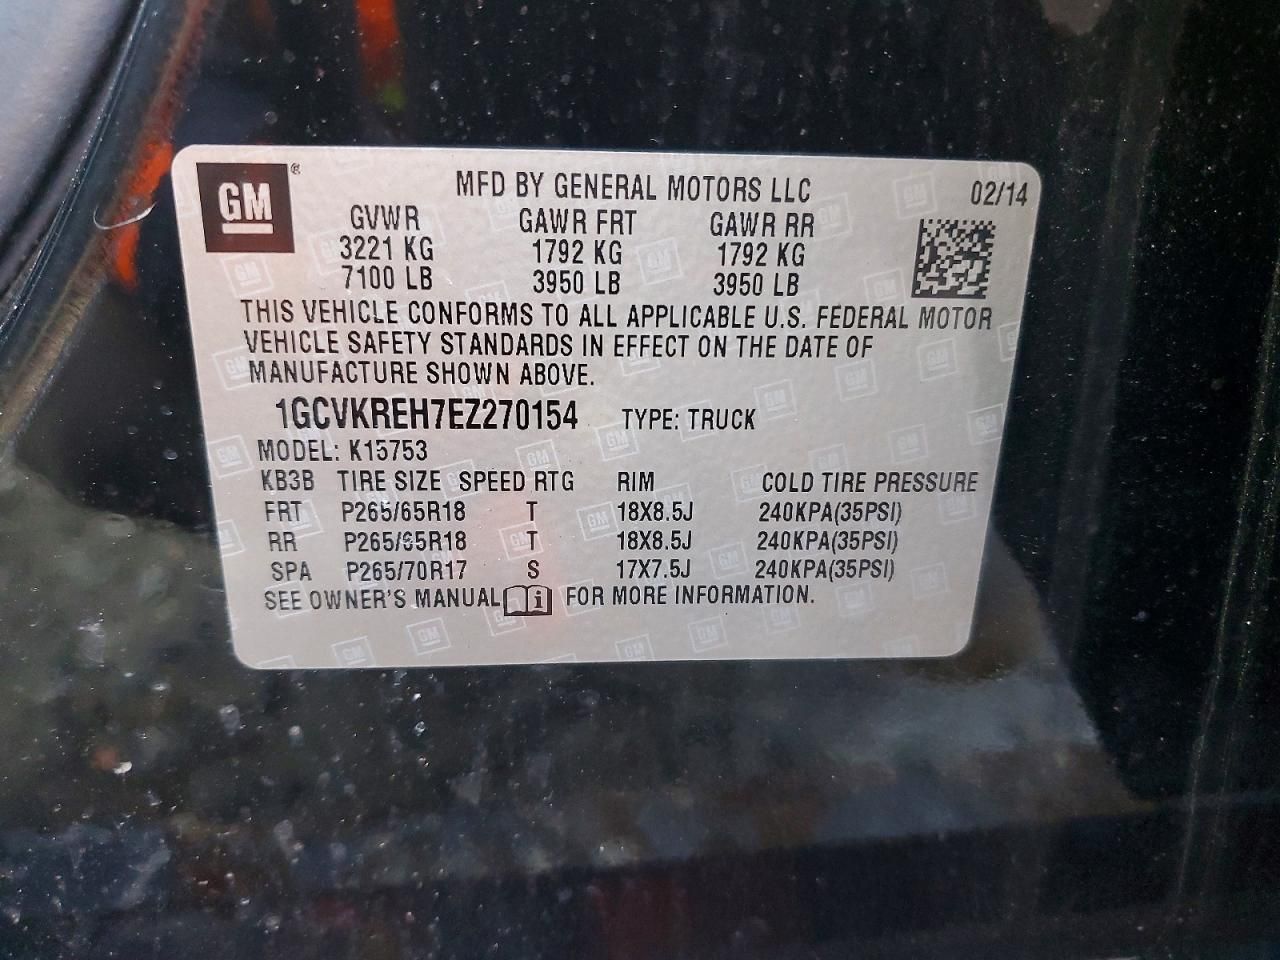 GM ® MFD BY GENERAL MOTORS LLC 02/14
GVWR GAWR FRT GAWR RR
3221 KG 1792 KG 1792 KG
7100 LB 3950 LB 3950 LB
THIS VEHICLE CONFORMS TO ALL APPLICABLE U.S. FEDERAL MOTOR
VEHICLE SAFETY STANDARDS IN EFFECT ON THE DATE OF
MANUFACTURE SHOWN ABOVE.
1GCVKREH7EZ270154 TYPE: TRUCK
MODEL: K15753
KB3B TIRE SIZE SPEED RTG RIM COLD TIRE PRESSURE
FRT P265/65R18 T 18X8.5J 240KPA(35PSI)
RR P265/65R18 T 18X8.5J 240KPA(35PSI)
SPA P265/70R17 S 17X7.5J 240KPA(35PSI)
SEE OWNER'S MANUAL i FOR MORE INFORMATION.